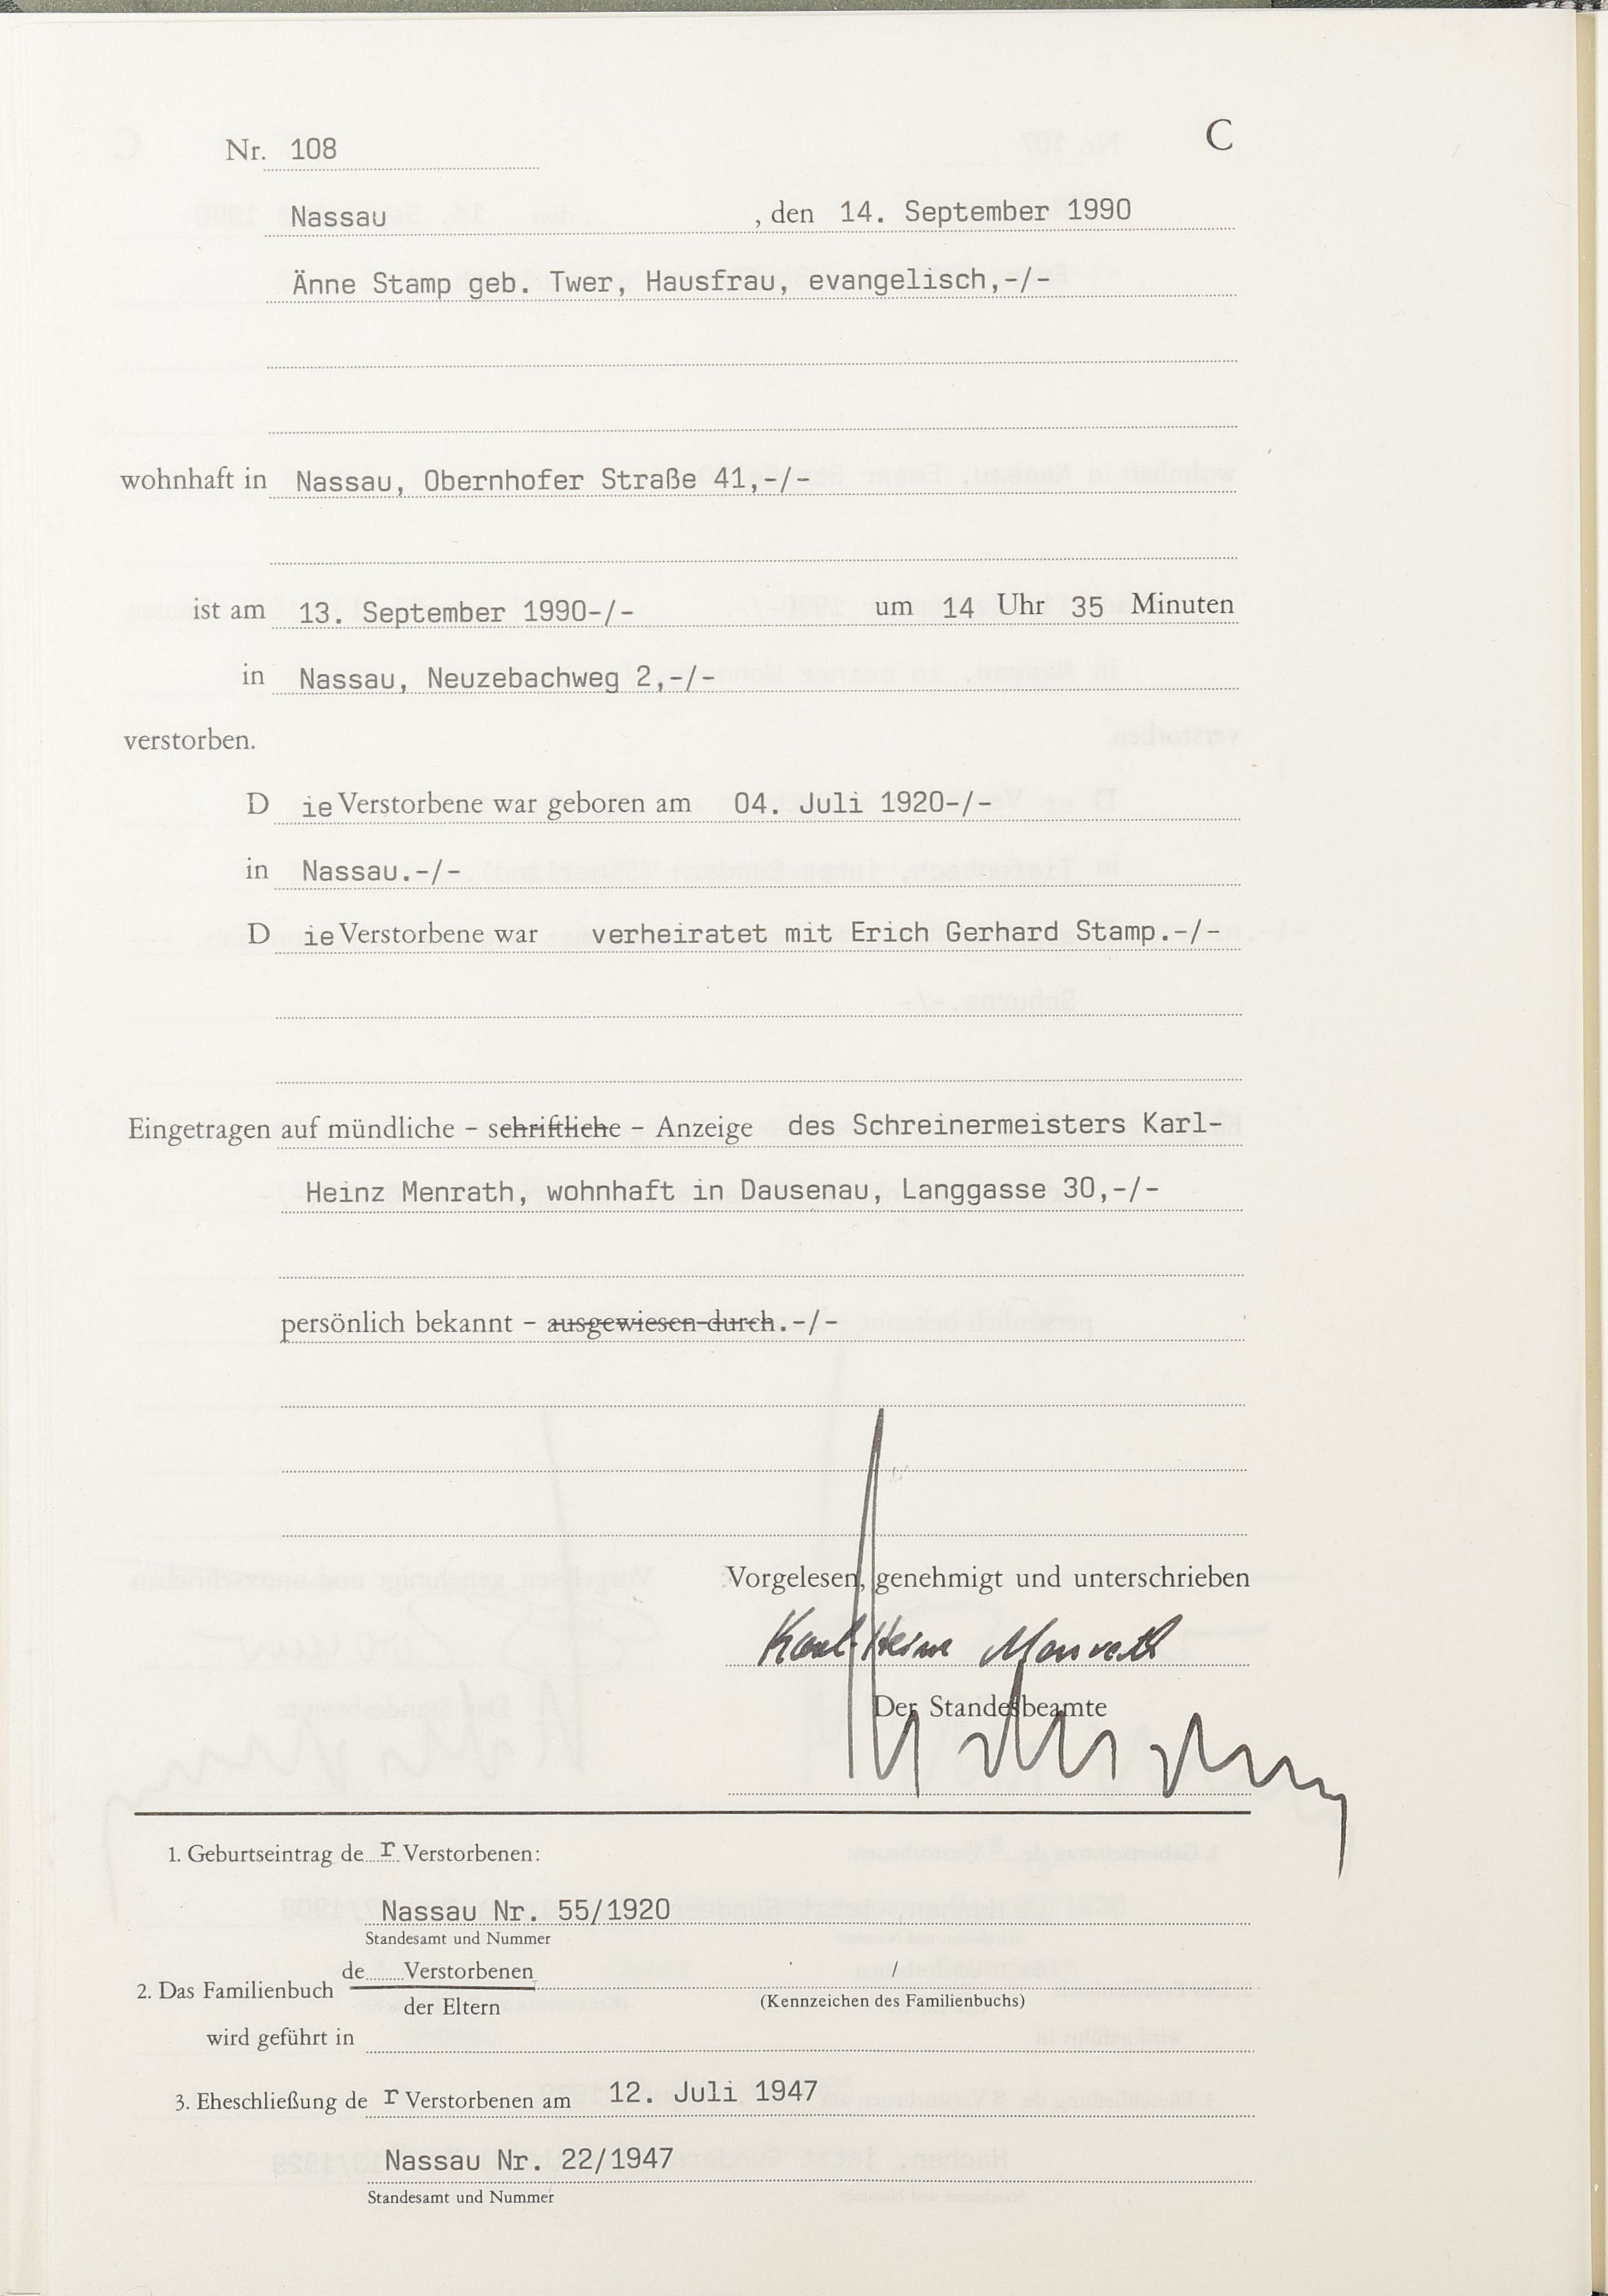 C
Nr. 108
Nassau , den 14. September 1990
Änne Stamp geb. Twer, Hausfrau, evangelisch,-/-
wohnhaft in Nassau, Obernhofer Straße 41,-/-
ist am 13. September 1990-/- um 14 Uhr 35 Minuten
in Nassau, Neuzebachweg 2,-/-
verstorben.
D ie Verstorbene war geboren am 04. Juli 1920-/-
in Nassau.-/-
D ie Verstorbene war verheiratet mit Erich Gerhard Stamp.-/-
Eingetragen auf mündliche – schriftliche – Anzeige des Schreinermeisters Karl-
Heinz Menrath, wohnhaft in Dausenau, Langgasse 30,-/-
persönlich bekannt – ausgewiesen durch.-/-
Vorgelesen, genehmigt und unterschrieben
Karl-Heinz Menrath
Der Standesbeamte
1. Geburtseintrag de r Verstorbenen:
Nassau Nr. 55/1920
Standesamt und Nummer
de Verstorbenen /
2. Das Familienbuch
der Eltern (Kennzeichen des Familienbuchs)
wird geführt in
3. Eheschließung de r Verstorbenen am 12. Juli 1947
Nassau Nr. 22/1947
Standesamt und Nummer